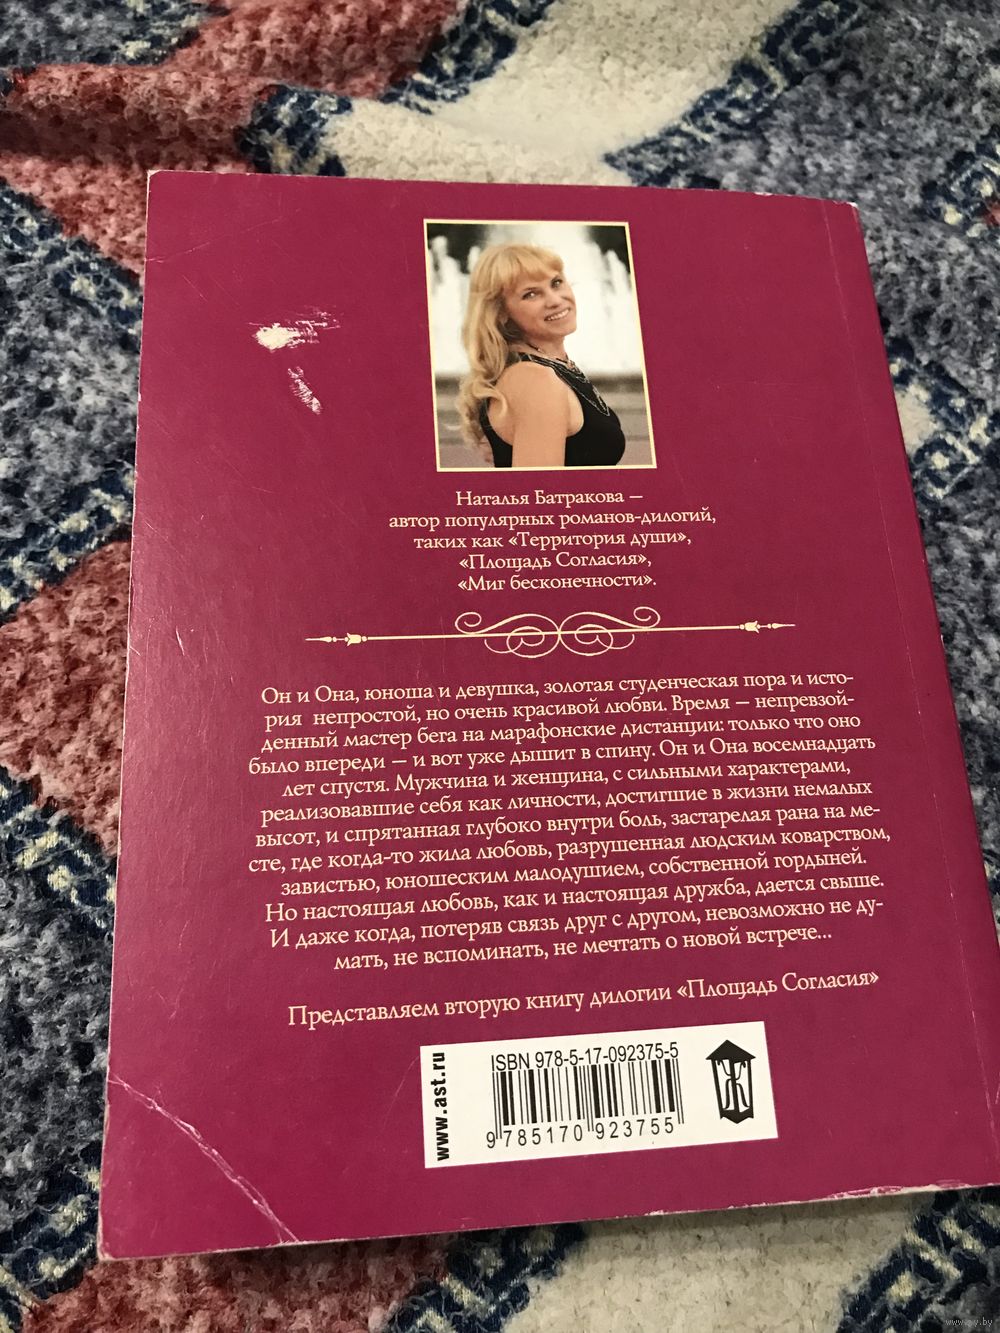 Наталья Батракова —
автор популярных романов-дилогий,
таких как «Территория души»,
«Площадь Согласия»,
«Миг бесконечности».
Он и Она, юноша и девушка, золотая студенческая пора и исто-
рия непростой, но очень красивой любви. Время — непревзой-
денный мастер бега на марафонские дистанции: только что оно
было впереди — и вот уже дышит в спину. Он и Она восемнадцать
лет спустя. Мужчина и женщина, с сильными характерами,
реализовавшие себя как личности, достигшие в жизни немалых
высот, и спрятанная глубоко внутри боль, застарелая рана на ме-
сте, где когда-то жила любовь, разрушенная людским коварством,
завистью, юношеским малодушием, собственной гордыней.
Но настоящая любовь, как и настоящая дружба, дается свыше.
И даже когда, потеряв связь друг с другом, невозможно не ду-
мать, не вспоминать, не мечтать о новой встрече...
Представляем вторую книгу дилогии «Площадь Согласия»
www.ast.ru
ISBN 978-5-17-092375-5
9 785170 923755
Ж